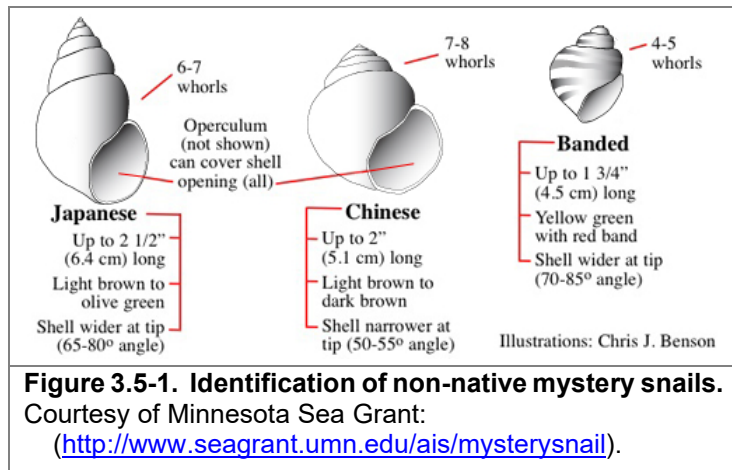 6-7
whorls
7-8
whorls
4-5
whorls
Operculum
(not shown)
can cover shell
opening (all)
Japanese
Up to 2 1/2"
(6.4 cm) long
Light brown to
olive green
Shell wider at tip
(65-80º angle)
Chinese
Up to 2"
(5.1 cm) long
Light brown to
dark brown
Shell narrower at
tip (50-55º angle)
Banded
Up to 1 3/4"
(4.5 cm) long
Yellow green
with red band
Shell wider at tip
(70-85º angle)
Illustrations: Chris J. Benson
Figure 3.5-1. Identification of non-native mystery snails.
Courtesy of Minnesota Sea Grant:
(http://www.seagrant.umn.edu/ais/mysterysnail).